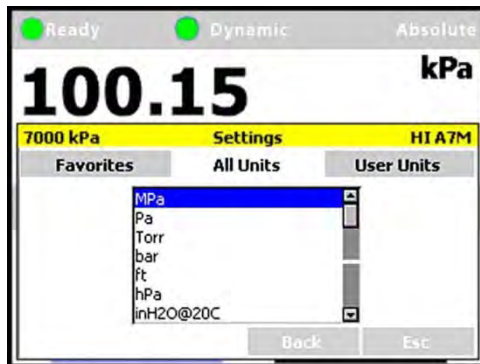 Ready Dynamic Absolute
100.15 kPa
7000 kPa Settings HI A7M
Favorites All Units User Units
MPa
Pa
Torr
bar
ft
hPa
inH2O@20C
Back Esc